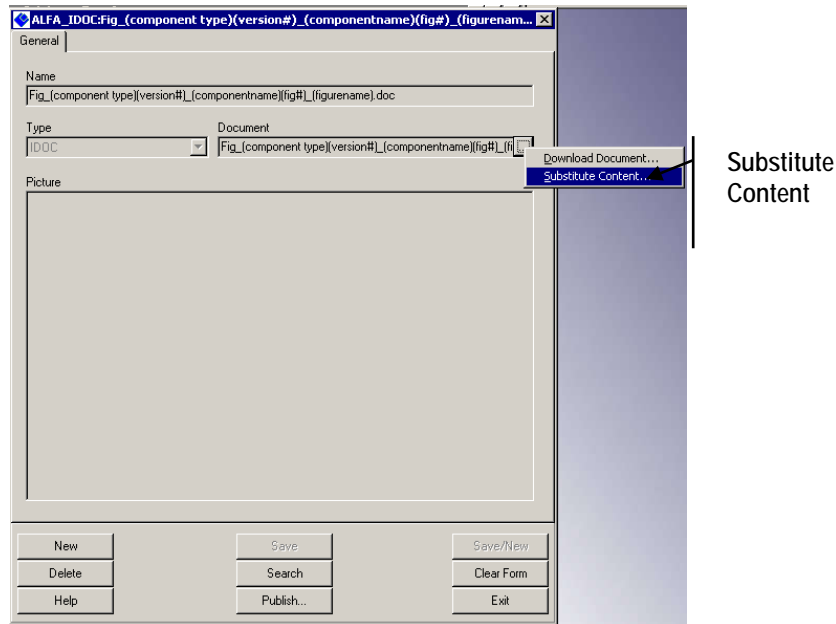 ALFA_IDOC:Fig_(component type)(version#)_(componentname)(fig#)_(figurenam...
General
Name
Fig_(component type)(version#)_(componentname)(fig#)_(figurename).doc
Type
Document
IDOC
Fig_(component type)(version#)_(componentname)(fig#)_(fi
...
Download Document...
Substitute Content...
Substitute
Content
Picture
New
Save
Save/New
Delete
Search
Clear Form
Help
Publish...
Exit